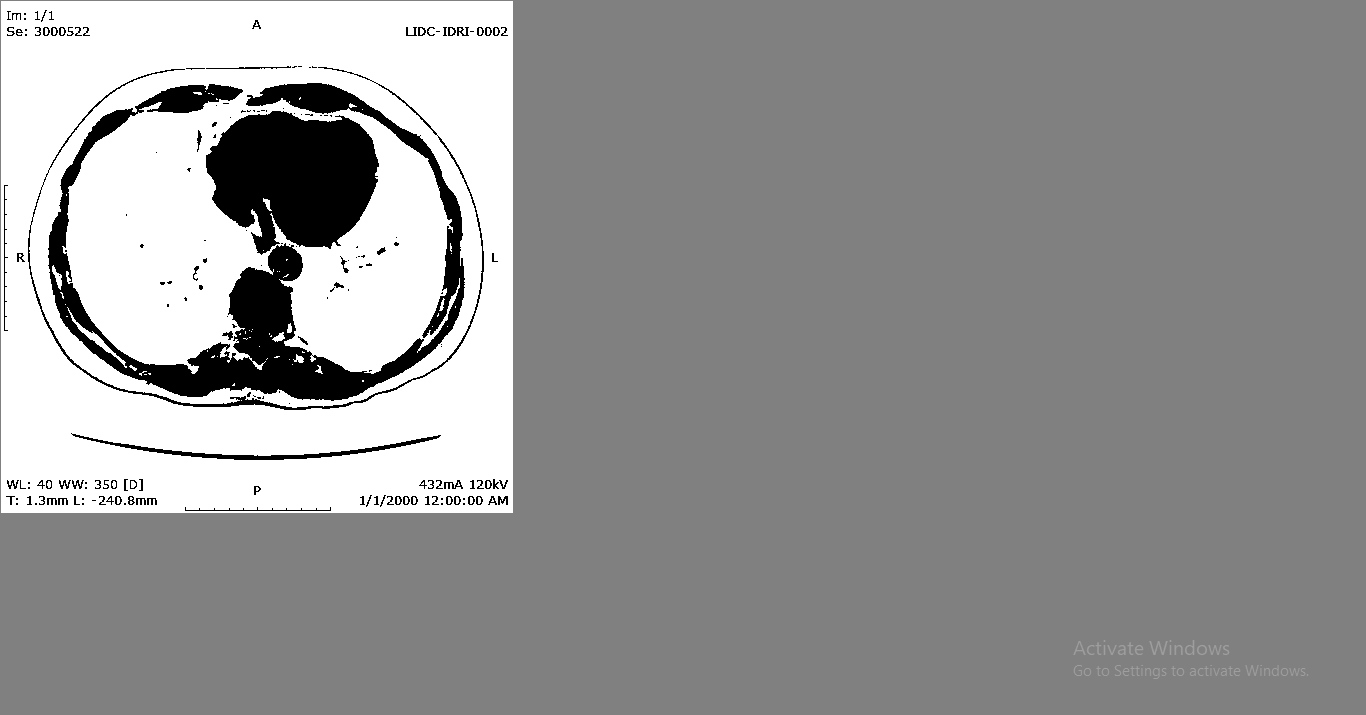 Im: 1/1
Se: 3000522
A
LIDC-IDRI-0002
R
L
WL: 40 WW: 350 [D]
T: 1.3mm L: -240.8mm
P
432mA 120kV
1/1/2000 12:00:00 AM
Activate Windows
Go to Settings to activate Windows.